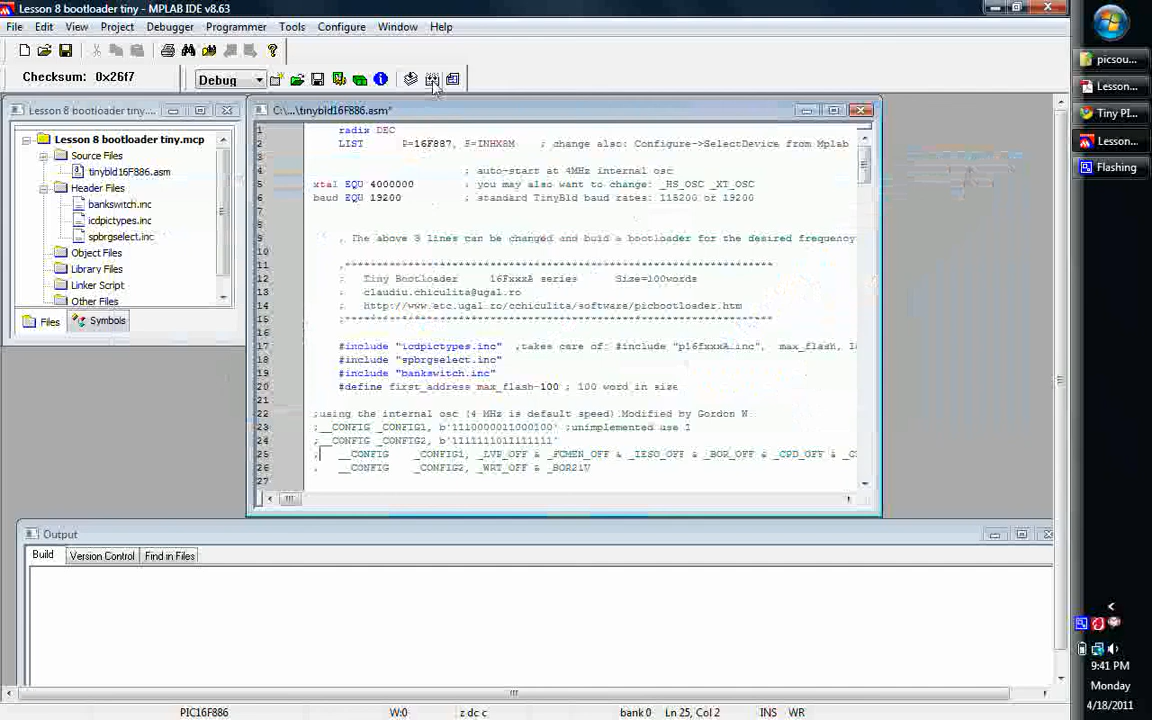 Lesson 8 bootloader tiny - MPLAB IDE v8.63
File Edit View Project Debugger Programmer Tools Configure Window Help
Checksum: 0x26f7
Debug
Lesson 8 bootloader tiny....
Lesson 8 bootloader tiny.mcp
Source Files
tinybld16F886.asm
Header Files
bankswitch.inc
icdpictypes.inc
spbrgselect.inc
Object Files
Library Files
Linker Script
Other Files
Files Symbols
C:\...\tinybld16F886.asm*
1 radix DEC
2 LIST P=16F887, F=INHX8M ; change also: Configure->SelectDevice from Mplab
3
4 ; auto-start at 4MHz internal osc
5 xtal EQU 4000000 ; you may also want to change: _HS_OSC _XT_OSC
6 baud EQU 19200 ; standard TinyBld baud rates: 115200 or 19200
7
8
9 ; The above 3 lines can be changed and buid a bootloader for the desired frequency
10
11 ;********************************************************************
12 ; Tiny Bootloader 16FxxxA series Size=100words
13 ; claudiu.chiculita@ugal.ro
14 ; http://www.etc.ugal.ro/cchiculita/software/picbootloader.htm
15 ;********************************************************************
16
17 #include "icdpictypes.inc" ;takes care of: #include "p16fxxxA.inc", max_flash,
18 #include "spbrgselect.inc"
19 #include "bankswitch.inc"
20 #define first_address max_flash-100 ; 100 word in size
21
22 ;using the internal osc (4 MHz is default speed).Modified by Gordon W
23 ;__CONFIG _CONFIG1, b'1110000011000100' ;unimplemented use 1
24 ;__CONFIG _CONFIG2, b'1111111011111111'
25 ; __CONFIG _CONFIG1, _LVP_OFF & _FCMEN_OFF & _IESO_OFF & _BOR_OFF & _CPD_OFF &
26 ; __CONFIG _CONFIG2, _WRT_OFF & _BOR21V
27
Output
Build Version Control Find in Files
PIC16F886 W:0 z dc c bank 0 Ln 25, Col 2 INS WR
picsou...
Lesson...
Tiny PI...
Lesson...
Flashing
9:41 PM
Monday
4/18/2011